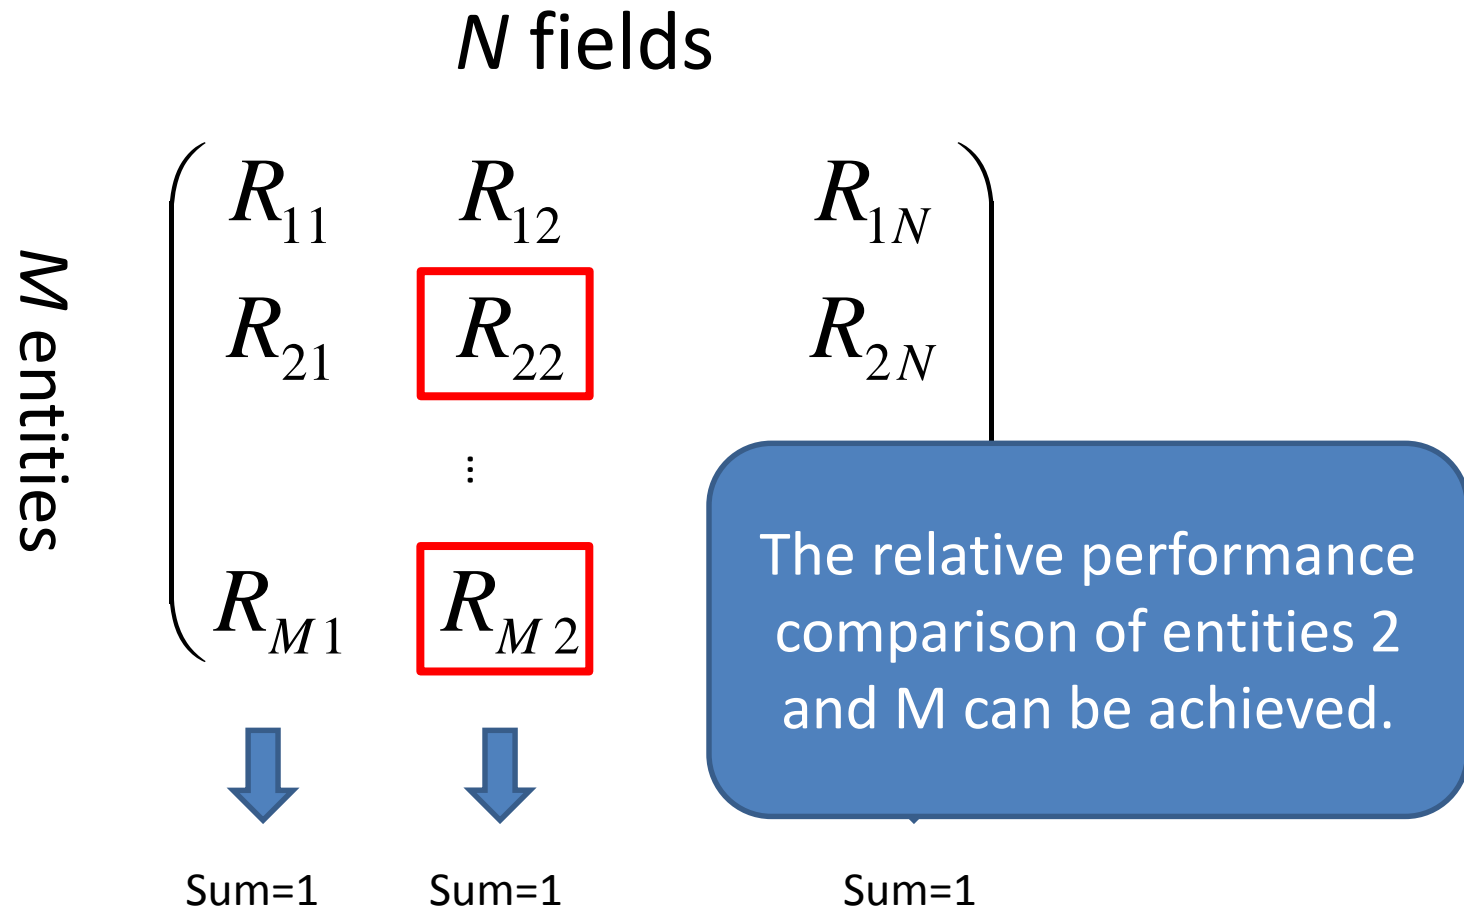 N fields
M entities
R11 R12 R1N
R21 R22 R2N
⋮
RM1 RM2
The relative performance
comparison of entities 2
and M can be achieved.
Sum=1 Sum=1 Sum=1